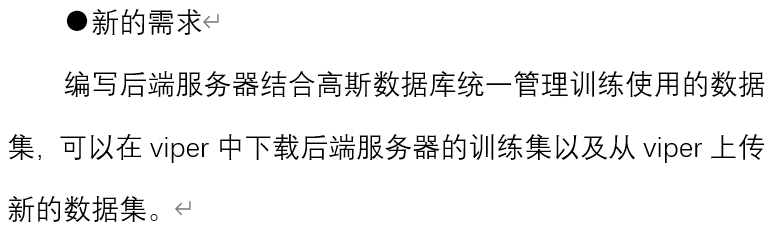 ●新的需求↵
编写后端服务器结合高斯数据库统一管理训练使用的数据
集，可以在 viper 中下载后端服务器的训练集以及从 viper 上传
新的数据集。↵